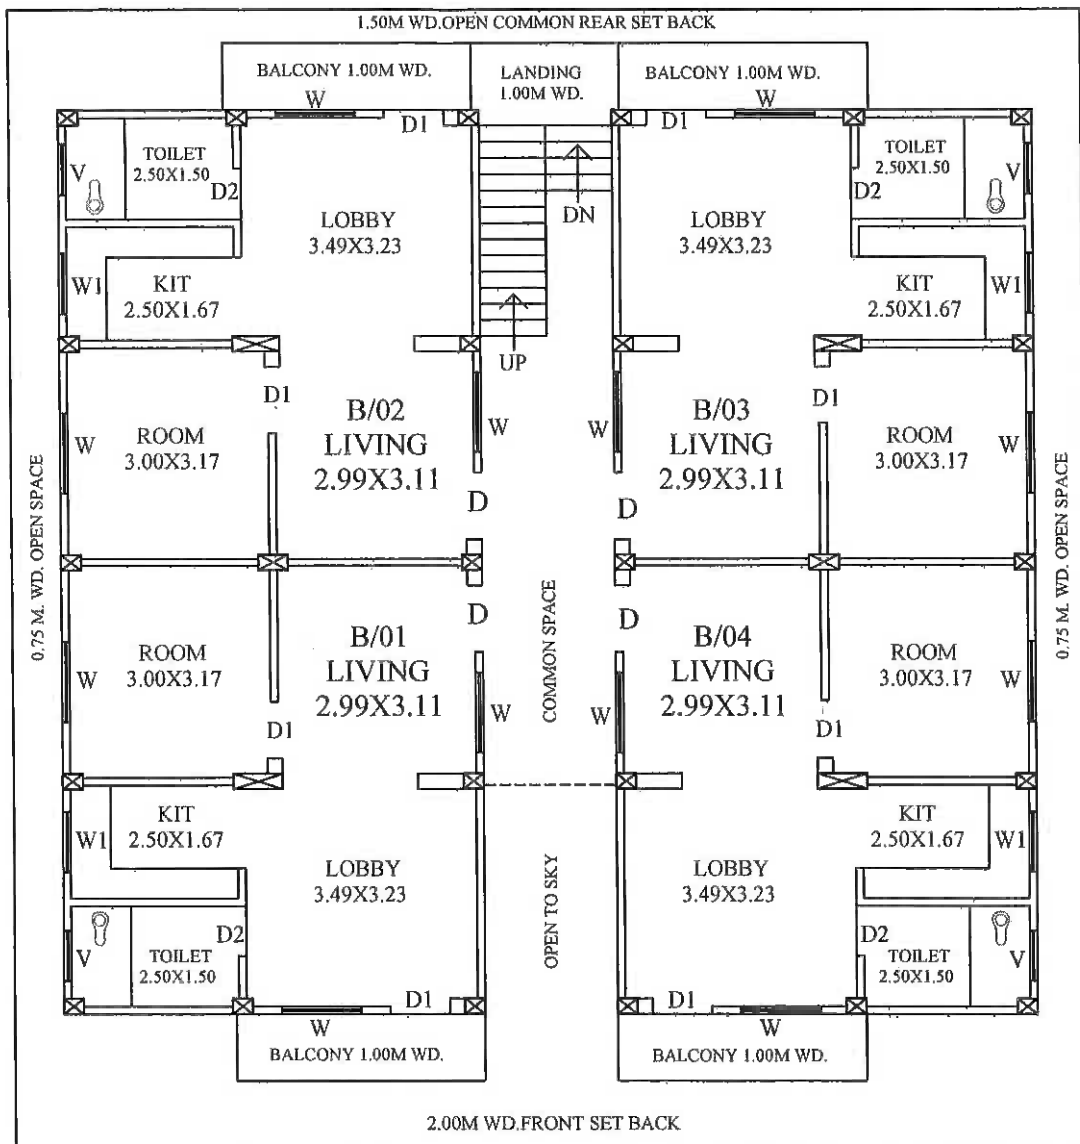 1.50M WD.OPEN COMMON REAR SET BACK
BALCONY 1.00M WD.
LANDING
1.00M WD.
BALCONY 1.00M WD.
W
W
D1
D1
TOILET
2.50X1.50
V
D2
TOILET
2.50X1.50
V
D2
LOBBY
3.49X3.23
DN
LOBBY
3.49X3.23
W1
KIT
2.50X1.67
KIT
2.50X1.67
W1
UP
D1
D1
W
ROOM
3.00X3.17
B/02
LIVING
2.99X3.11
W
W
B/03
LIVING
2.99X3.11
ROOM
3.00X3.17
W
D
D
0.75 M. WD. OPEN SPACE
0.75 M. WD. OPEN SPACE
D
D
COMMON SPACE
W
ROOM
3.00X3.17
B/01
LIVING
2.99X3.11
W
W
B/04
LIVING
2.99X3.11
ROOM
3.00X3.17
W
D1
D1
W1
KIT
2.50X1.67
KIT
2.50X1.67
W1
LOBBY
3.49X3.23
OPEN TO SKY
LOBBY
3.49X3.23
V
D2
TOILET
2.50X1.50
D2
TOILET
2.50X1.50
V
D1
D1
W
W
BALCONY 1.00M WD.
BALCONY 1.00M WD.
2.00M WD.FRONT SET BACK